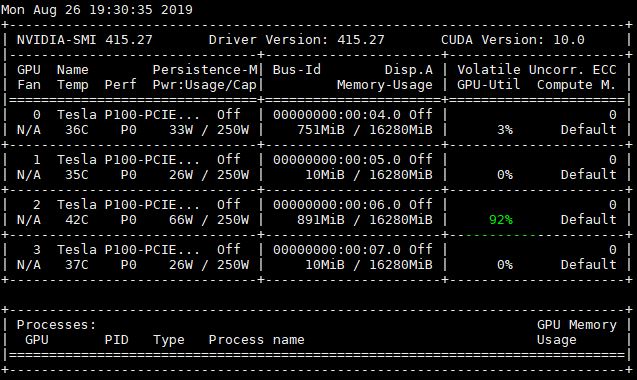 Mon Aug 26 19:30:35 2019
+-----------------------------------------------------------------------------+
| NVIDIA-SMI 415.27       Driver Version: 415.27       CUDA Version: 10.0     |
|-------------------------------+----------------------+----------------------+
| GPU  Name        Persistence-M| Bus-Id        Disp.A | Volatile Uncorr. ECC |
| Fan  Temp  Perf  Pwr:Usage/Cap|         Memory-Usage | GPU-Util  Compute M. |
|===============================+======================+======================|
|   0  Tesla P100-PCIE...  Off  | 00000000:00:04.0 Off |                    0 |
| N/A   36C    P0    33W / 250W |    751MiB / 16280MiB |      3%      Default |
+-------------------------------+----------------------+----------------------+
|   1  Tesla P100-PCIE...  Off  | 00000000:00:05.0 Off |                    0 |
| N/A   35C    P0    26W / 250W |     10MiB / 16280MiB |      0%      Default |
+-------------------------------+----------------------+----------------------+
|   2  Tesla P100-PCIE...  Off  | 00000000:00:06.0 Off |                    0 |
| N/A   42C    P0    66W / 250W |    891MiB / 16280MiB |     92%      Default |
+-------------------------------+----------------------+----------------------+
|   3  Tesla P100-PCIE...  Off  | 00000000:00:07.0 Off |                    0 |
| N/A   37C    P0    26W / 250W |     10MiB / 16280MiB |      0%      Default |
+-------------------------------+----------------------+----------------------+

+-----------------------------------------------------------------------------+
| Processes:                                                       GPU Memory |
|  GPU       PID   Type   Process name                             Usage      |
|=============================================================================|
+-----------------------------------------------------------------------------+